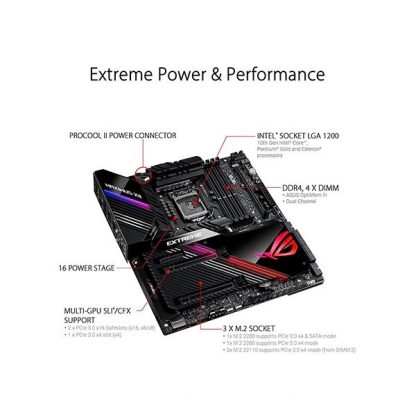 Extreme Power & Performance
PROCOOL II POWER CONNECTOR
INTEL® SOCKET LGA 1200
10th Gen Intel® Core™,
Pentium® Gold and Celeron®
processors
DDR4, 4 X DIMM
• ASUS OptiMem III
• Dual Channel
MAXIMUS XII
EXTREME
16 POWER STAGE
MULTI-GPU SLI®/CFX
SUPPORT
• 2 x PCIe 3.0 x16 Safeslots (x16, x8/x8)
• 1 x PCIe 3.0 x4 slot (x4)
3 X M.2 SOCKET
• 1x M.2 2280 supports PCIe 3.0 x4 & SATA mode
• 1x M.2 2280 supports PCIe 3.0 x4 mode
• 2x M.2 22110 supports PCIe 3.0 x4 mode (from DIMM.2)